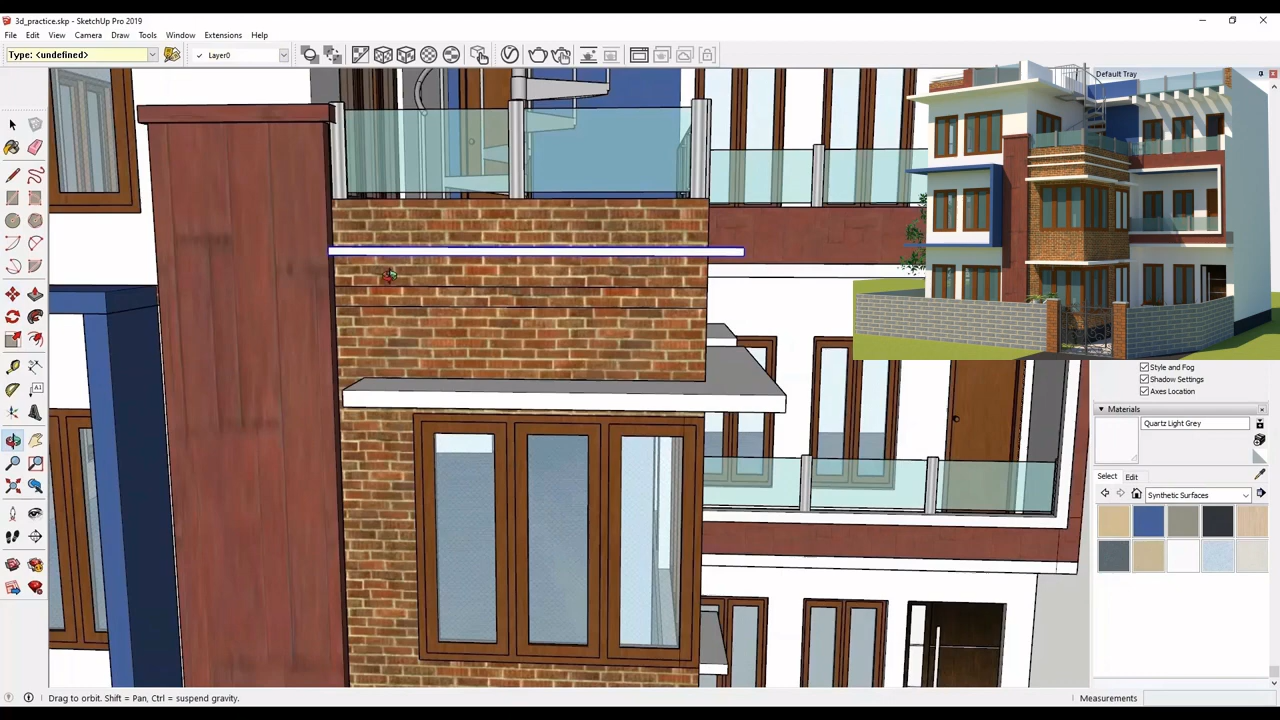 3d_practice.skp - SketchUp Pro 2019
File Edit View Camera Draw Tools Window Extensions Help
Type: <undefined>
Layer0
Default Tray
Style and Fog
Shadow Settings
Axes Location
Materials
Quartz Light Grey
Select Edit
Synthetic Surfaces
Drag to orbit. Shift = Pan, Ctrl = suspend gravity.
Measurements